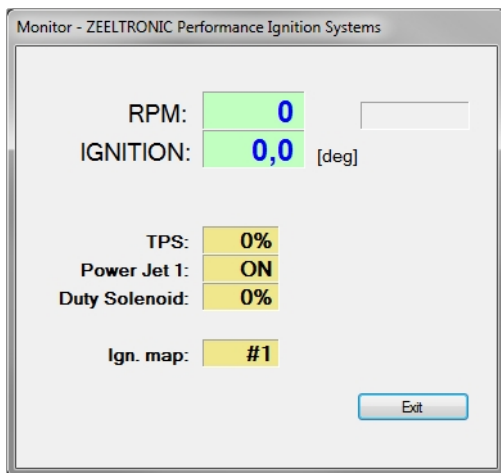 Monitor - ZEELTRONIC Performance Ignition Systems
RPM: 0
IGNITION: 0,0 [deg]
TPS: 0%
Power Jet 1: ON
Duty Solenoid: 0%
Ign. map: #1
Exit